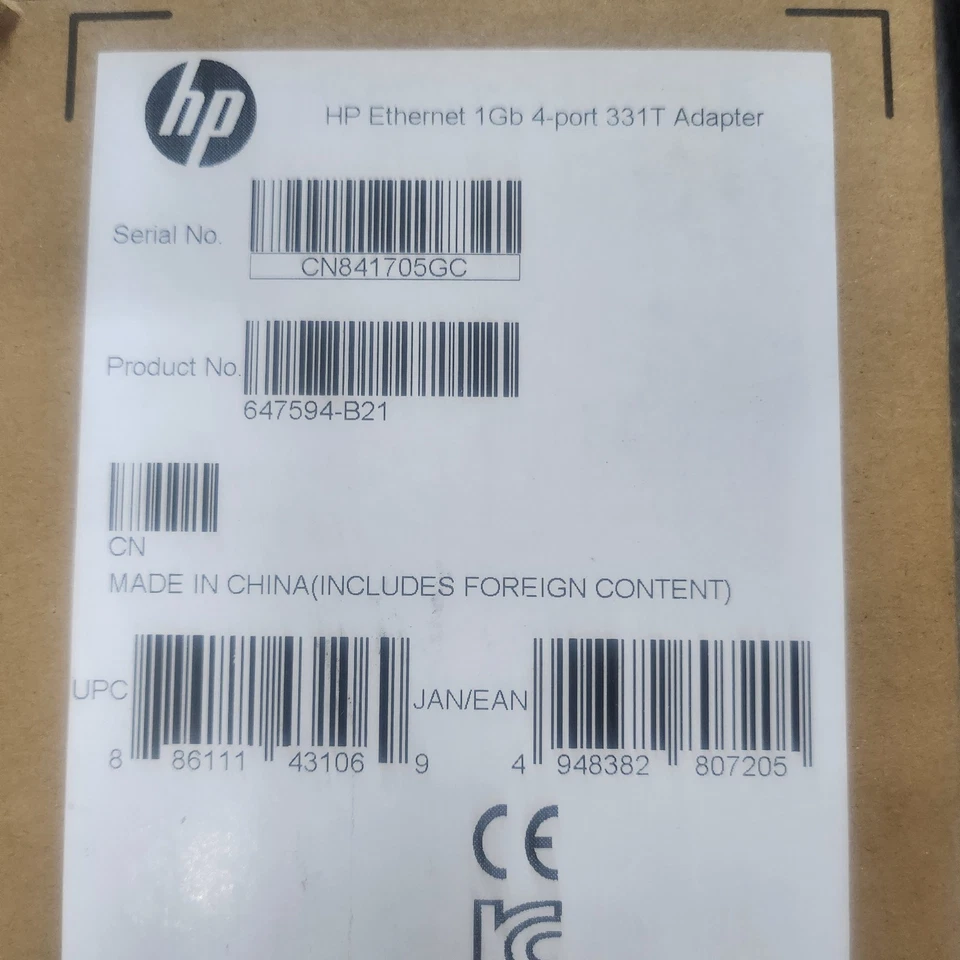 hp
HP Ethernet 1Gb 4-port 331T Adapter
Serial No.
CN841705GC
Product No.
647594-B21
CN
MADE IN CHINA(INCLUDES FOREIGN CONTENT)
UPC
8 86111 43106 9
JAN/EAN
4 948382 807205
CE